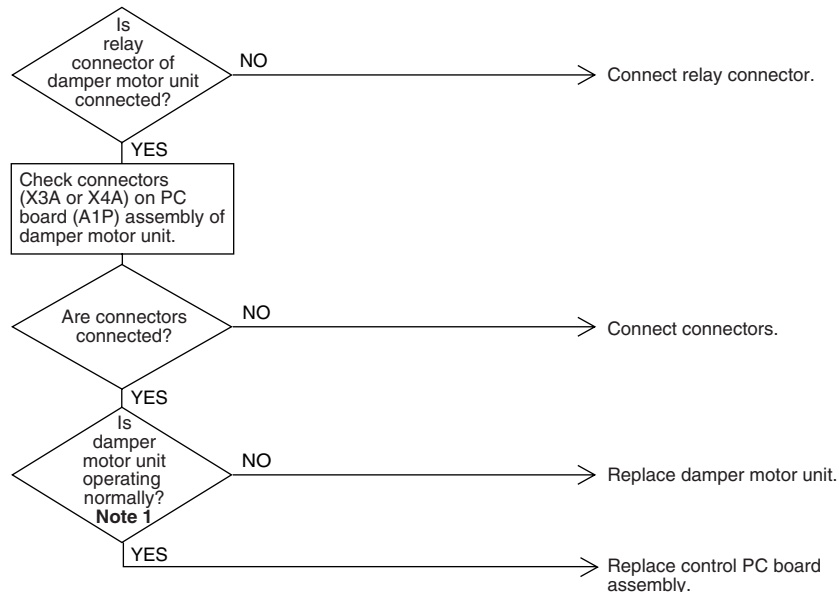 Is
relay
connector of
damper motor unit
connected?
NO
Connect relay connector.
YES
Check connectors
(X3A or X4A) on PC
board (A1P) assembly of
damper motor unit.
Are connectors
connected?
NO
Connect connectors.
YES
Is
damper
motor unit
operating
normally?
Note 1
NO
Replace damper motor unit.
YES
Replace control PC board
assembly.